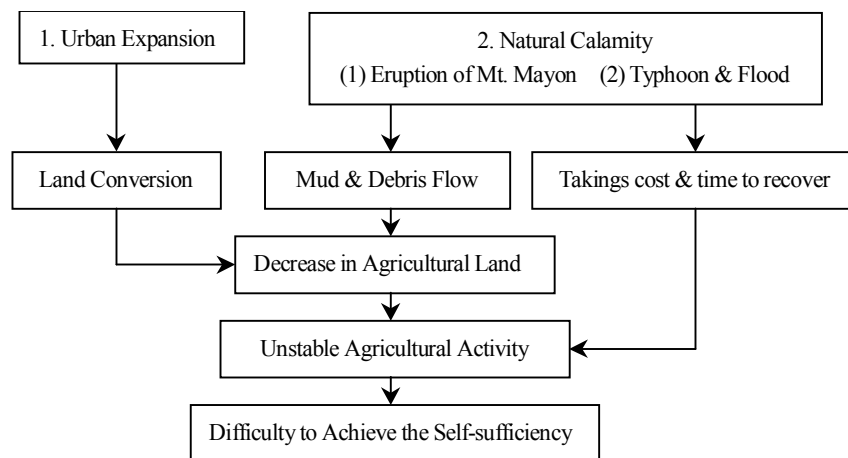 1. Urban Expansion
2. Natural Calamity
(1) Eruption of Mt. Mayon (2) Typhoon & Flood
Land Conversion
Mud & Debris Flow
Takings cost & time to recover
Decrease in Agricultural Land
Unstable Agricultural Activity
Difficulty to Achieve the Self-sufficiency